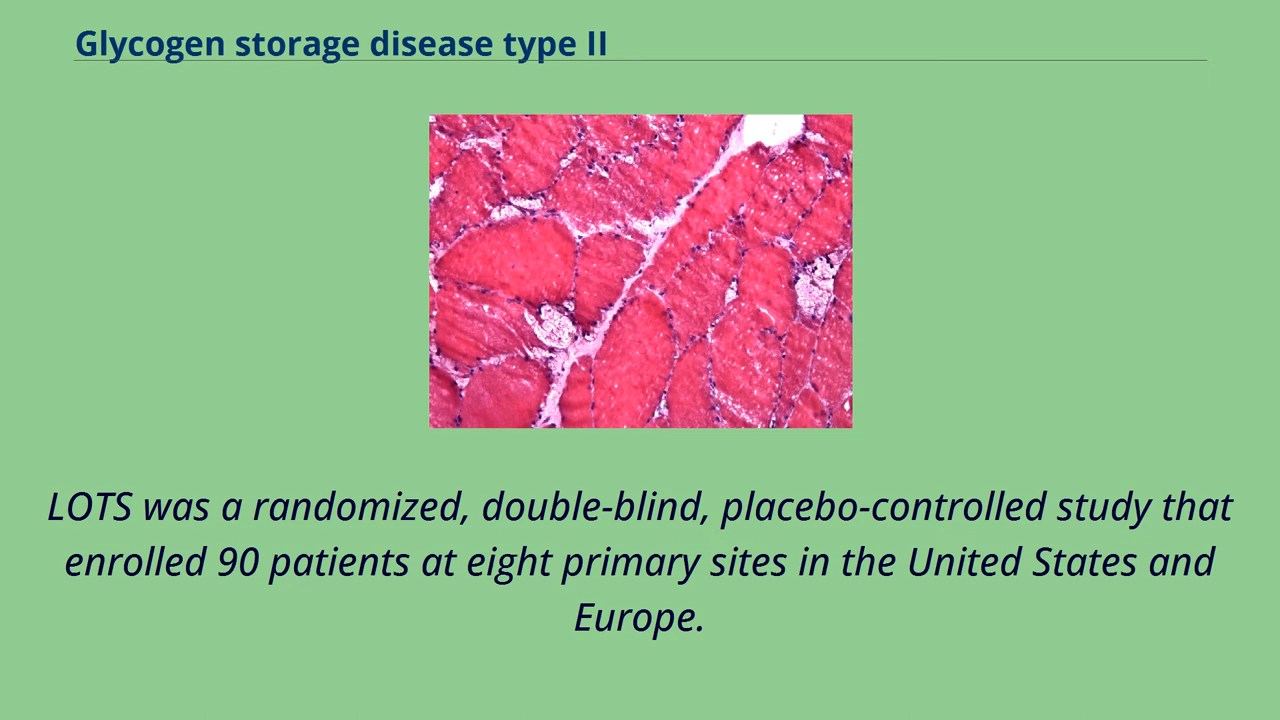 Glycogen storage disease type II
LOTS was a randomized, double-blind, placebo-controlled study that
enrolled 90 patients at eight primary sites in the United States and
Europe.